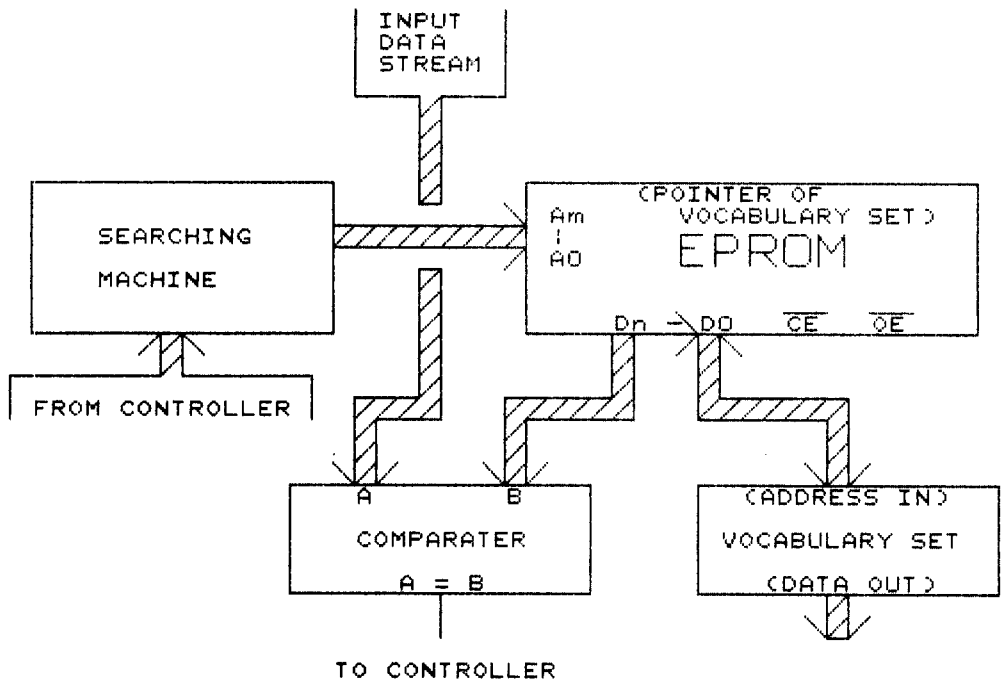 INPUT
DATA
STREAM
SEARCHING
MACHINE
(POINTER OF
VOCABULARY SET)
Am
A0
EPROM
Dn - D0 CE OE
FROM CONTROLLER
A B
COMPARATER
A = B
TO CONTROLLER
(ADDRESS IN)
VOCABULARY SET
(DATA OUT)